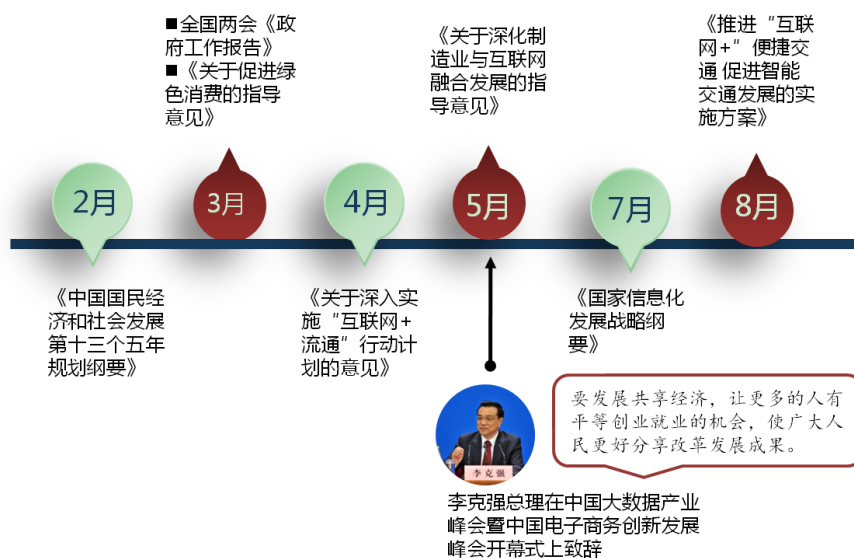 ■全国两会《政
府工作报告》
■《关于促进绿
色消费的指导
意见》
《关于深化制
造业与互联网
融合发展的指
导意见》
《推进“互联
网+”便捷交
通 促进智能
交通发展的实
施方案》
2月
3月
4月
5月
7月
8月
《中国国民经
济和社会发展
第十三个五年
规划纲要》
《关于深入实
施“互联网+
流通”行动计
划的意见》
《国家信息化
发展战略纲
要》
要发展共享经济，让更多的人有
平等创业就业的机会，使广大人
民更好分享改革发展成果。
李克强
李克强总理在中国大数据产业
峰会暨中国电子商务创新发展
峰会开幕式上致辞